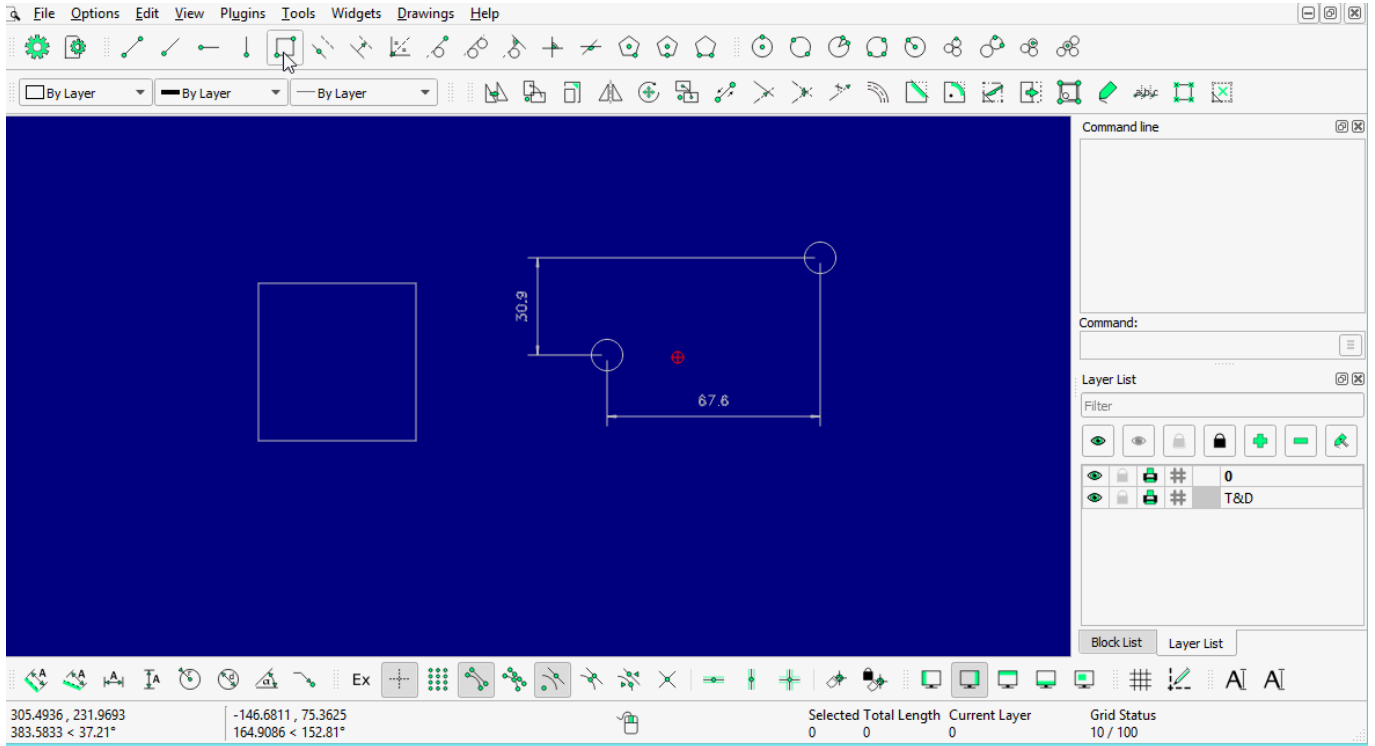 File Options Edit View Plugins Tools Widgets Drawings Help
By Layer By Layer By Layer
Command line
30.9
67.6
Command:
Layer List
Filter
0
T&D
Block List Layer List
A A A A Ex A A
305.4936 , 231.9693 -146.6811 , 75.3625 Selected Total Length Current Layer Grid Status
383.5833 < 37.21° 164.9086 < 152.81° 0 0 0 10 / 100